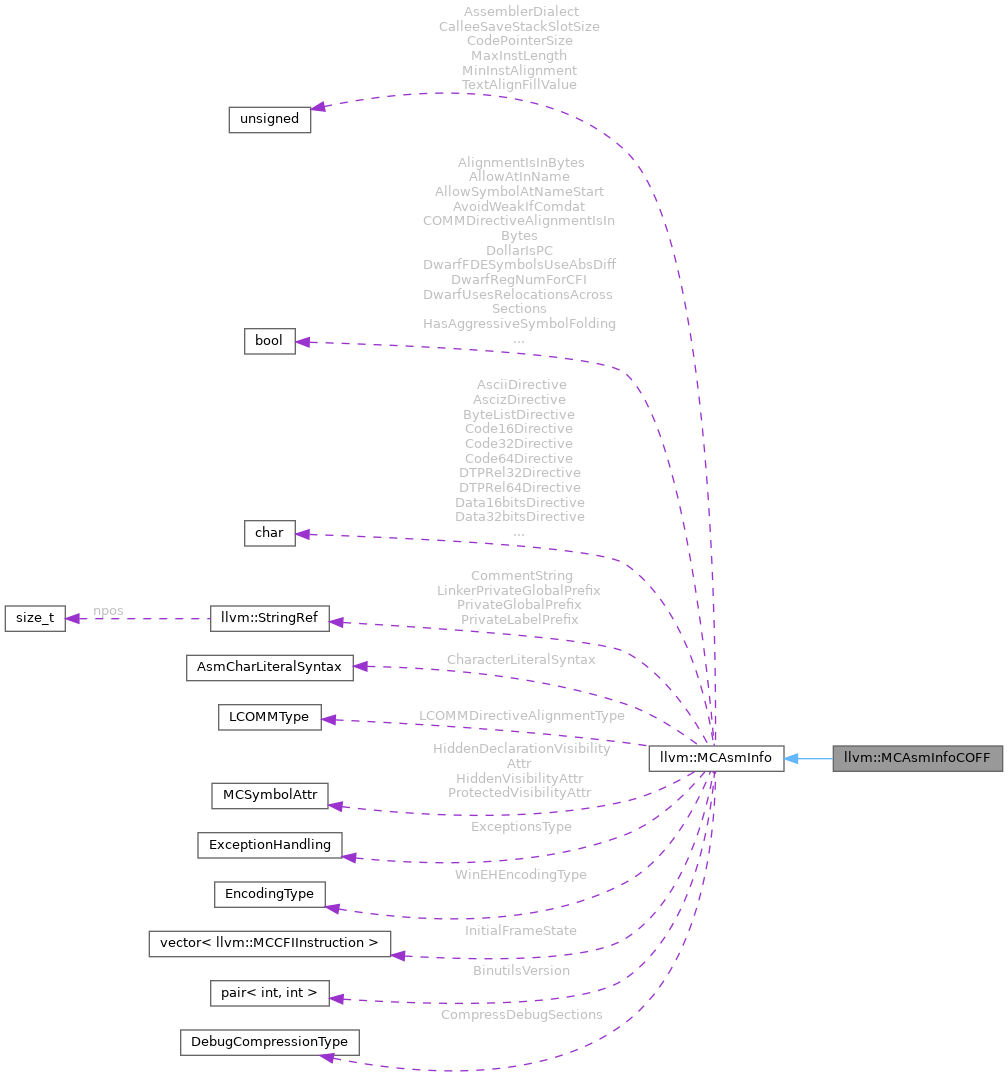 AssemblerDialect
CalleeSaveStackSlotSize
CodePointerSize
MaxInstLength
MinInstAlignment
TextAlignFillValue
unsigned
AlignmentIsInBytes
AllowAtInName
AllowSymbolAtNameStart
AvoidWeakIfComdat
COMMDirectiveAlignmentIsIn
Bytes
DollarIsPC
DwarfFDESymbolsUseAbsDiff
DwarfRegNumForCFI
DwarfUsesRelocationsAcross
Sections
HasAggressiveSymbolFolding
...
bool
AsciiDirective
AscizDirective
ByteListDirective
Code16Directive
Code32Directive
Code64Directive
DTPRel32Directive
DTPRel64Directive
Data16bitsDirective
Data32bitsDirective
...
char
CommentString
LinkerPrivateGlobalPrefix
PrivateGlobalPrefix
PrivateLabelPrefix
size_t
npos
llvm::StringRef
CharacterLiteralSyntax
AsmCharLiteralSyntax
LCOMMDirectiveAlignmentType
LCOMMType
HiddenDeclarationVisibility
Attr
HiddenVisibilityAttr
ProtectedVisibilityAttr
llvm::MCAsmInfo
llvm::MCAsmInfoCOFF
MCSymbolAttr
ExceptionsType
ExceptionHandling
WinEHEncodingType
EncodingType
InitialFrameState
vector< llvm::MCCFIInstruction >
BinutilsVersion
pair< int, int >
CompressDebugSections
DebugCompressionType